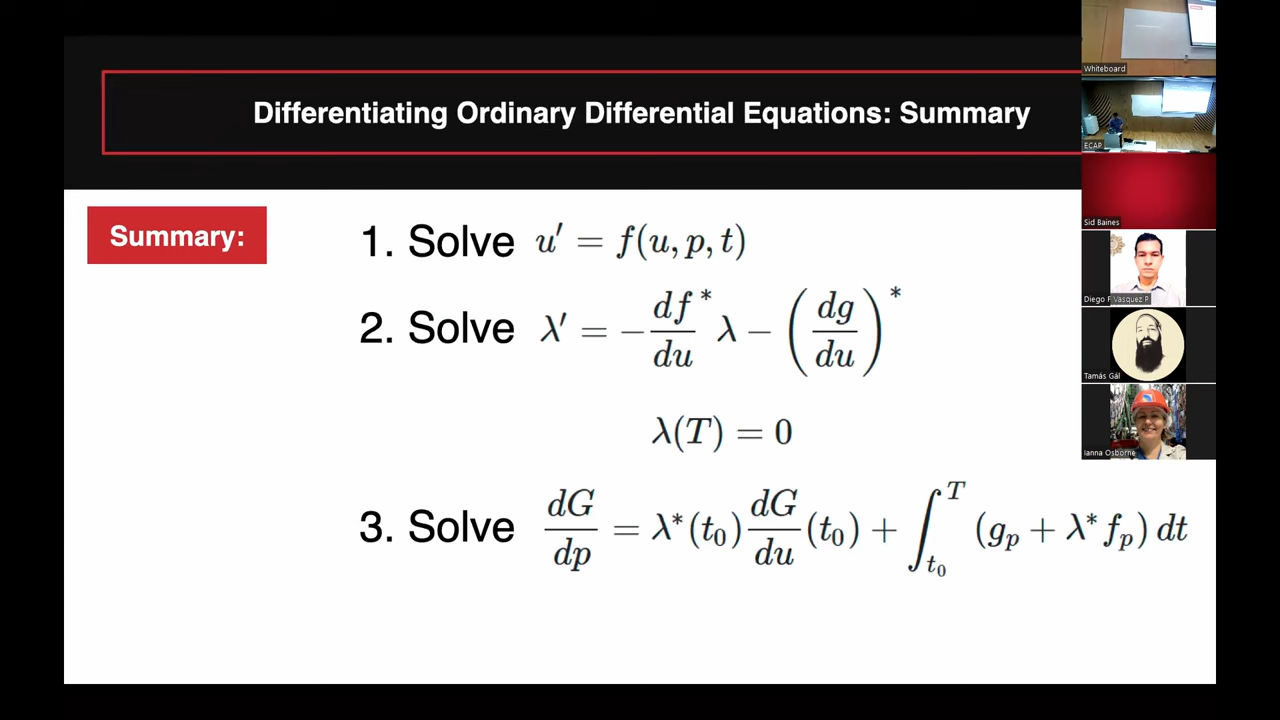 Differentiating Ordinary Differential Equations: Summary
Summary:
1. Solve u′ = f(u, p, t)
2. Solve λ′ = −df/du* λ − (dg/du)*
λ(T) = 0
3. Solve dG/dp = λ*(t₀) dG/du (t₀) + ∫_{t₀}^{T} (g_p + λ* f_p) dt
Whiteboard
ECAP
Sid Baines
Diego F Vasquez P.
Tamás Gál
Ianna Osborne